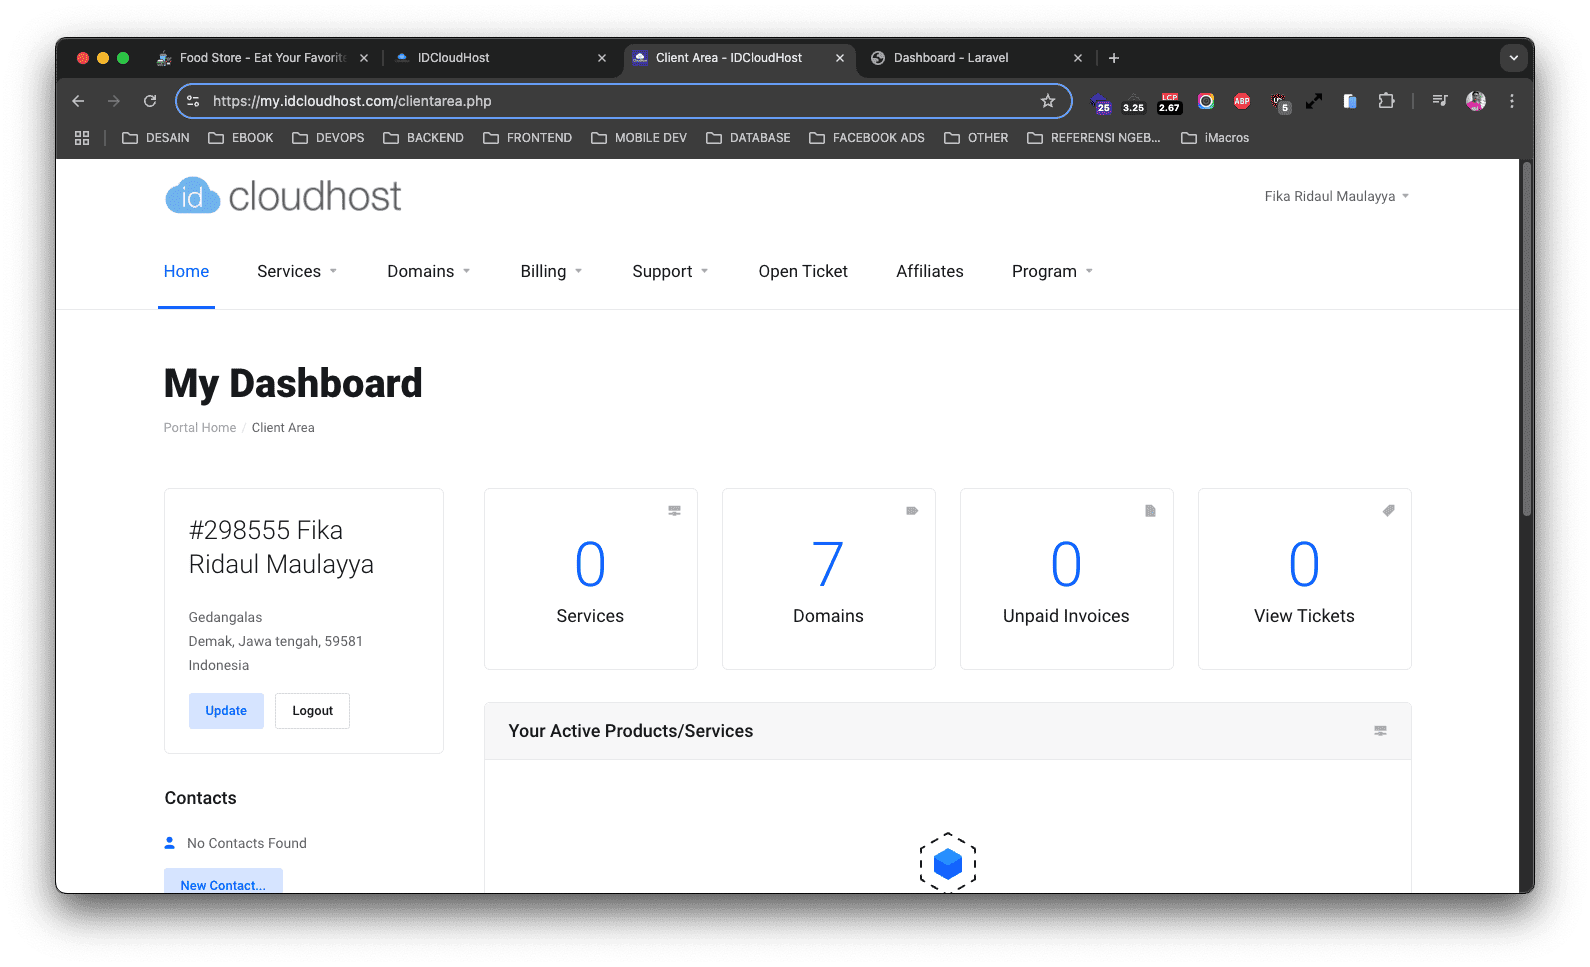 Food Store - Eat Your Favorite
IDCloudHost
Client Area - IDCloudHost
Dashboard - Laravel
https://my.idcloudhost.com/clientarea.php
25
3.25
LCP
2.67
ABP
5
DESAIN
EBOOK
DEVOPS
BACKEND
FRONTEND
MOBILE DEV
DATABASE
FACEBOOK ADS
OTHER
REFERENSI NGEB...
iMacros
id cloudhost
Fika Ridaul Maulayya
Home
Services
Domains
Billing
Support
Open Ticket
Affiliates
Program
My Dashboard
Portal Home / Client Area
#298555 Fika
Ridaul Maulayya
Gedangalas
Demak, Jawa tengah, 59581
Indonesia
Update
Logout
Contacts
No Contacts Found
New Contact...
0
Services
7
Domains
0
Unpaid Invoices
0
View Tickets
Your Active Products/Services